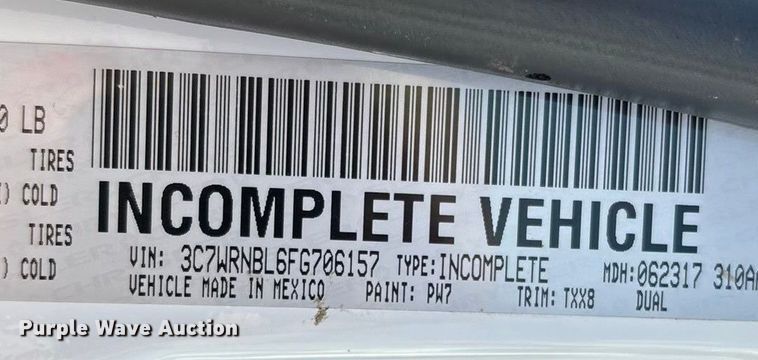 0 LB
TIRES
) COLD
TIRES
) COLD
INCOMPLETE VEHICLE
VIN: 3C7WRNBL6FG706157 TYPE:INCOMPLETE MDH:062317 310A
VEHICLE MADE IN MEXICO PAINT: PW7 TRIM: TXX8 DUAL
Purple Wave Auction